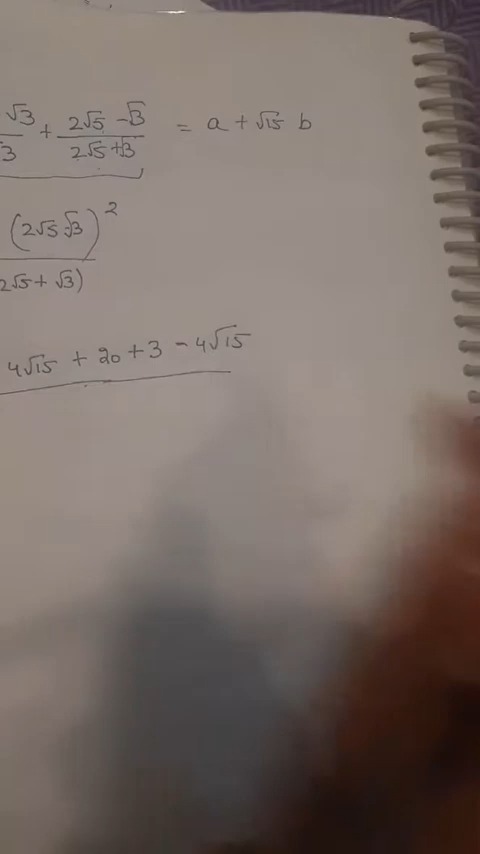 √3/√3 + (2√5 - √3)/(2√5 + √3) = a + √15 b
(2√5 - √3)²
2√5 + √3)
4√15 + 20 + 3 - 4√15